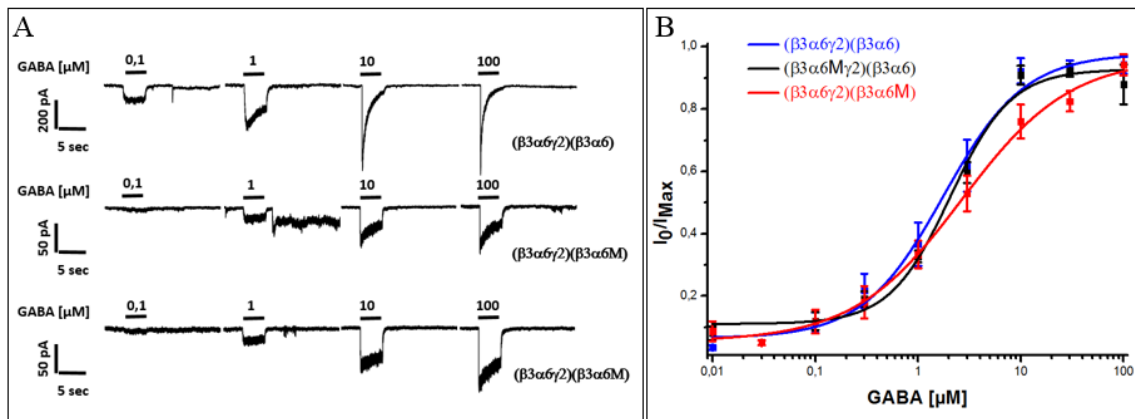 A
GABA [µM] 0,1 1 10 100
200 pA
5 sec
(β3α6γ2)(β3α6)
GABA [µM] 0,1 1 10 100
50 pA
5 sec
(β3α6γ2)(β3α6M)
GABA [µM] 0,1 1 10 100
50 pA
5 sec
(β3α6γ2)(β3α6M)
B
(β3α6γ2)(β3α6)
(β3α6Mγ2)(β3α6)
(β3α6γ2)(β3α6M)
1,0
0,8
0,6
0,4
0,2
I0/IMax
0,01 0,1 1 10 100
GABA [µM]